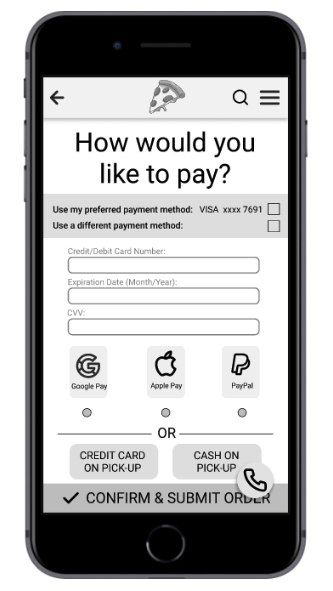 How would you
like to pay?
Use my preferred payment method: VISA xxxx 7691
Use a different payment method:
Credit/Debit Card Number:
Expiration Date (Month/Year):
CVV:
Google Pay Apple Pay PayPal
OR
CREDIT CARD
ON PICK-UP
CASH ON
PICK-UP
CONFIRM & SUBMIT ORDER